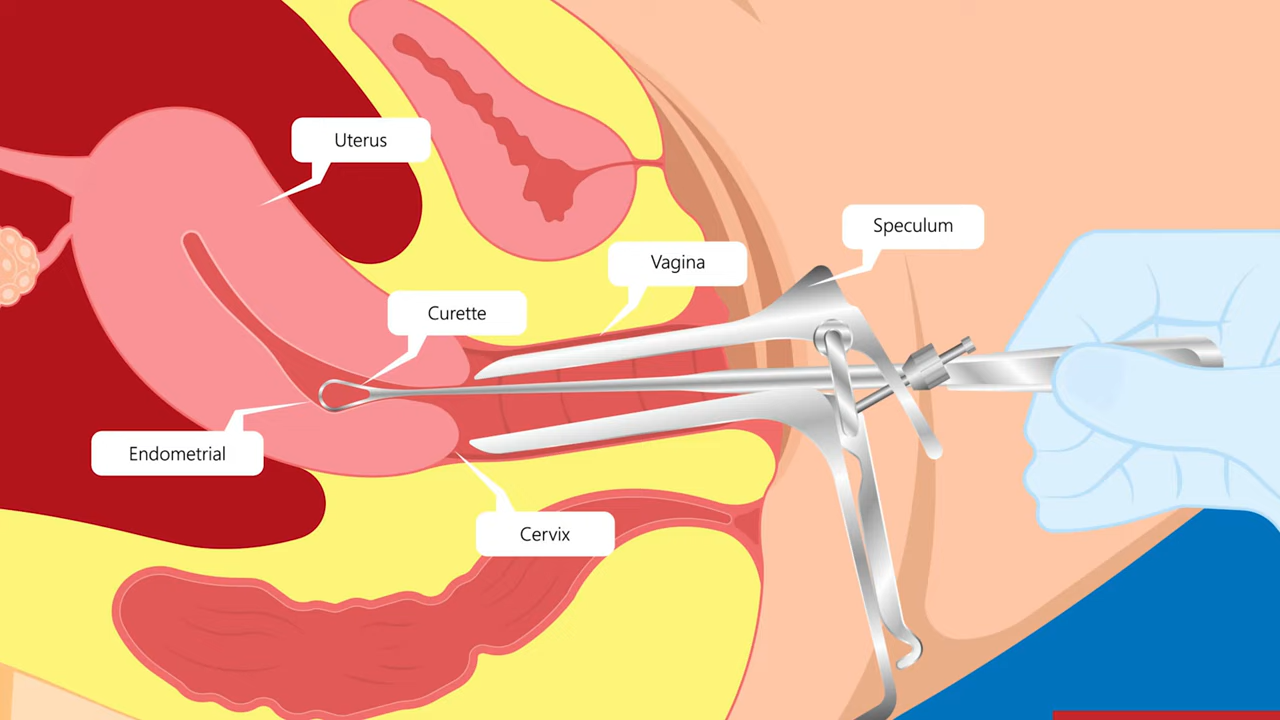 Uterus
Speculum
Vagina
Curette
Endometrial
Cervix